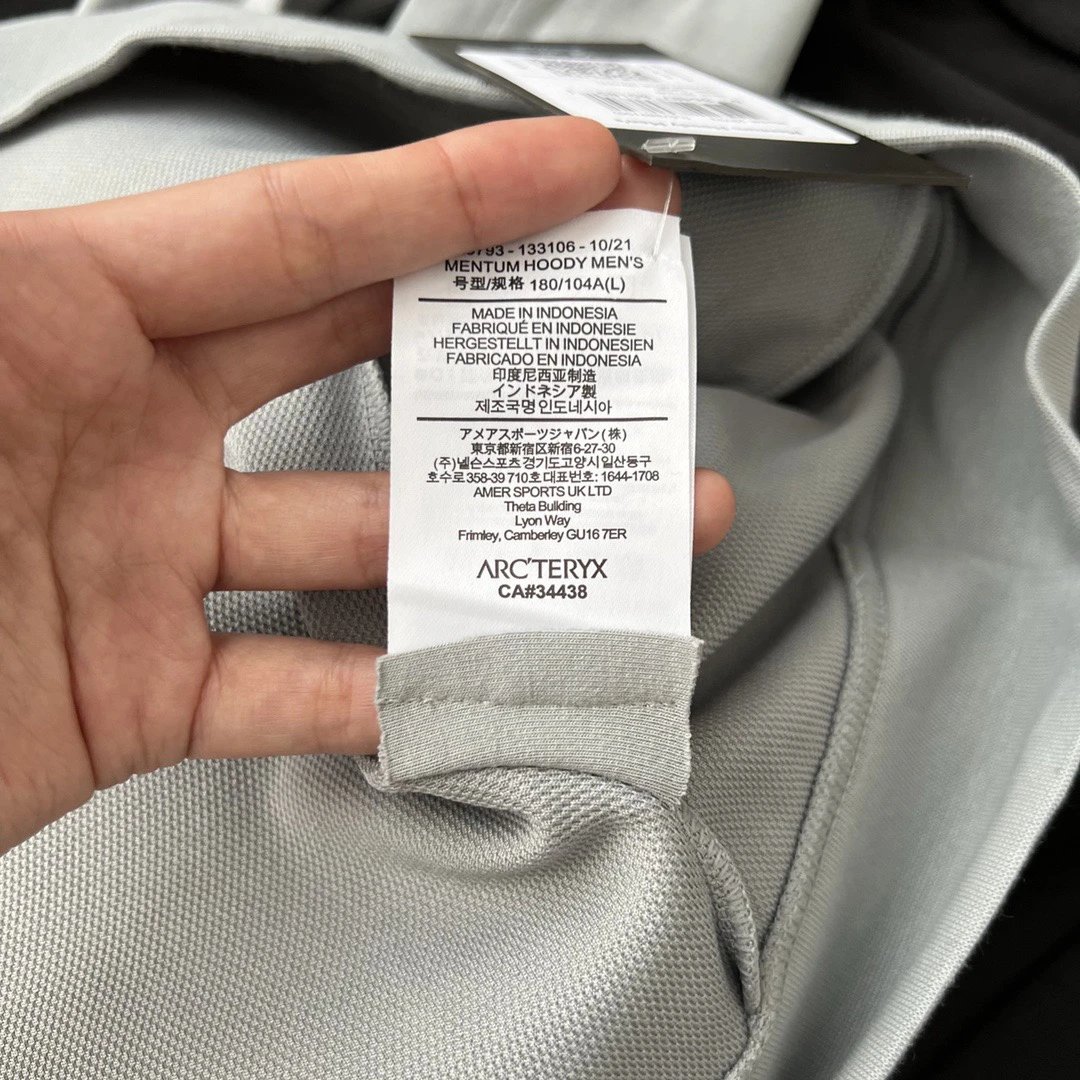 - 133106 - 10/21
MENTUM HOODY MEN'S
号型/规格 180/104A(L)
MADE IN INDONESIA
FABRIQUÉ EN INDONESIE
HERGESTELLT IN INDONESIEN
FABRICADO EN INDONESIA
印度尼西亚制造
インドネシア製
제조국명 인도네시아
アメアスポーツジャパン(株)
東京都新宿区新宿6-27-30
(주)넬슨스포츠 경기도고양시일산동구
호수로 358-39 710호 대표번호: 1644-1708
AMER SPORTS UK LTD
Theta Building
Lyon Way
Frimley, Camberley GU16 7ER
ARC'TERYX
CA#34438